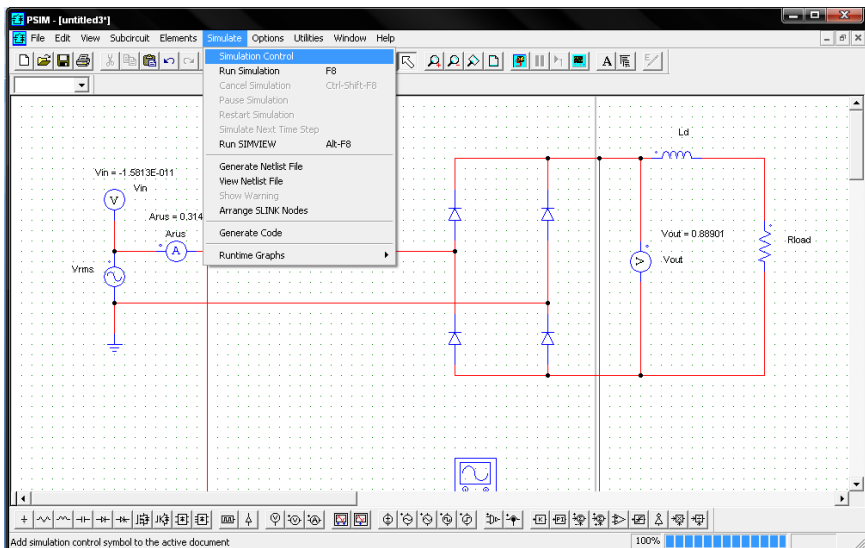 PSIM - [untitled3*]
File Edit View Subcircuit Elements Simulate Options Utilities Window Help
Simulation Control
Run Simulation F8
Cancel Simulation Ctrl-Shift-F8
Pause Simulation
Restart Simulation
Simulate Next Time Step
Run SIMVIEW Alt-F8
Generate Netlist File
View Netlist File
Show Warning
Arrange SLINK Nodes
Generate Code
Runtime Graphs
Vin = -1.5813E-011
Vin
V
Arus = 0.314
Arus
A
Vrms
Ld
Vout = 0.88901
V
Vout
Rload
Add simulation control symbol to the active document
100%